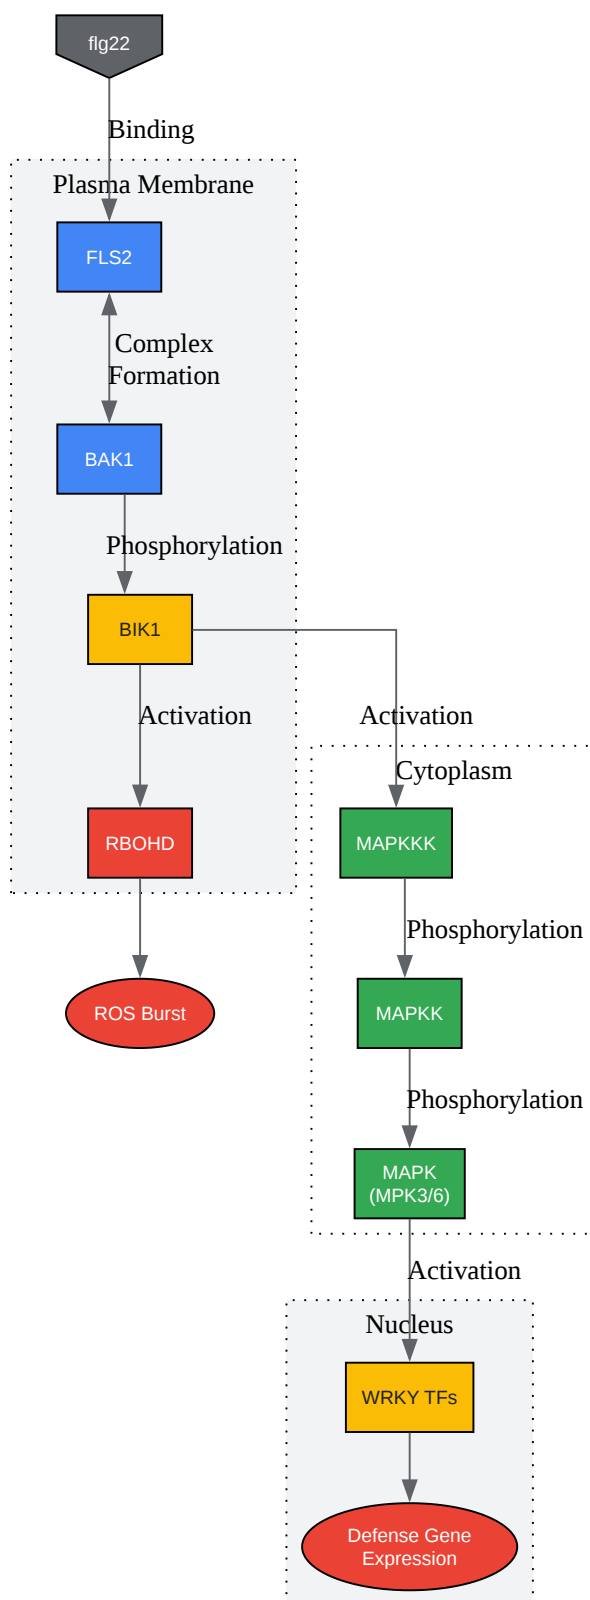 flg22
Binding
Plasma Membrane
FLS2
Complex
Formation
BAK1
Phosphorylation
BIK1
Activation
Activation
Cytoplasm
RBOHD
MAPKKK
Phosphorylation
ROS Burst
MAPKK
Phosphorylation
MAPK
(MPK3/6)
Activation
Nucleus
WRKY TFs
Defense Gene
Expression